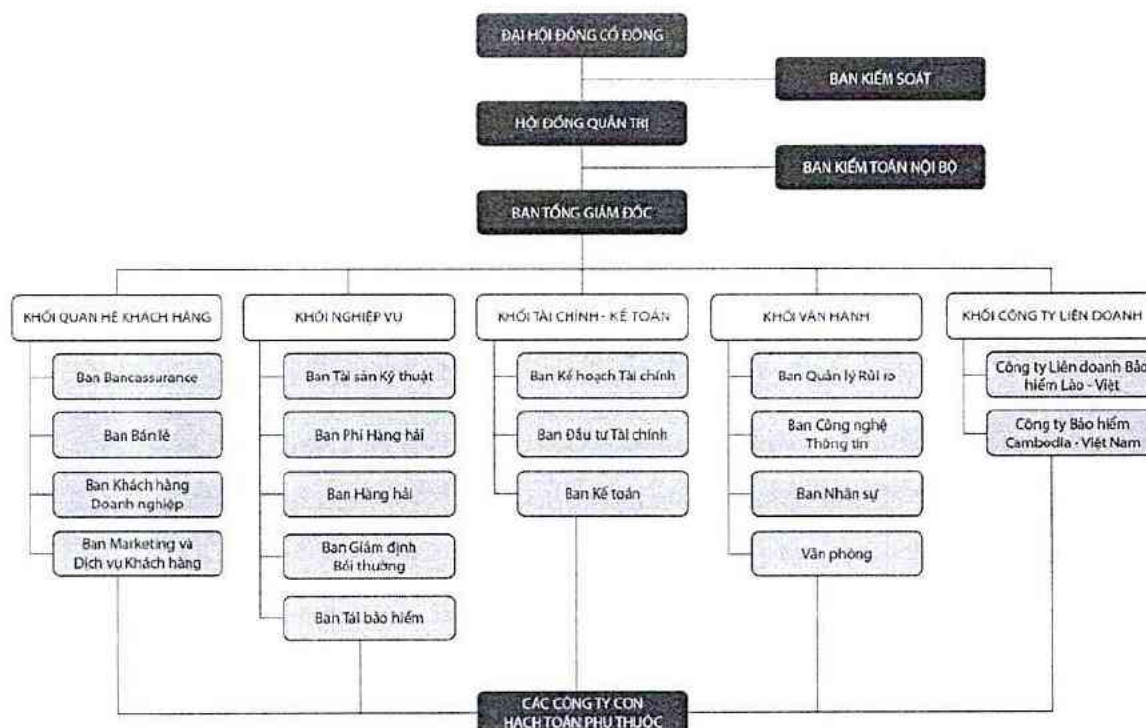 ĐẠI HỘI ĐỒNG CỔ ĐÔNG
BAN KIỂM SOÁT
HỘI ĐỒNG QUẢN TRỊ
BAN KIỂM TOÁN NỘI BỘ
BAN TỔNG GIÁM ĐỐC
KHỐI QUAN HỆ KHÁCH HÀNG
Ban Bancassurance
Ban Bán lẻ
Ban Khách hàng
Doanh nghiệp
Ban Marketing và
Dịch vụ Khách hàng
KHỐI NGHIỆP VỤ
Ban Tài sản Kỹ thuật
Ban Phi Hàng hải
Ban Hàng hải
Ban Giám định
Bồi thường
Ban Tái bảo hiểm
KHỐI TÀI CHÍNH - KẾ TOÁN
Ban Kế hoạch Tài chính
Ban Đầu tư Tài chính
Ban Kế toán
KHỐI VẬN HÀNH
Ban Quản lý Rủi ro
Ban Công nghệ
Thông tin
Ban Nhân sự
Văn phòng
KHỐI CÔNG TY LIÊN DOANH
Công ty Liên doanh Bảo
hiểm Lào - Việt
Công ty Bảo hiểm
Cambodia - Việt Nam
CÁC CÔNG TY CON
HẠCH TOÁN PHỤ THUỘC